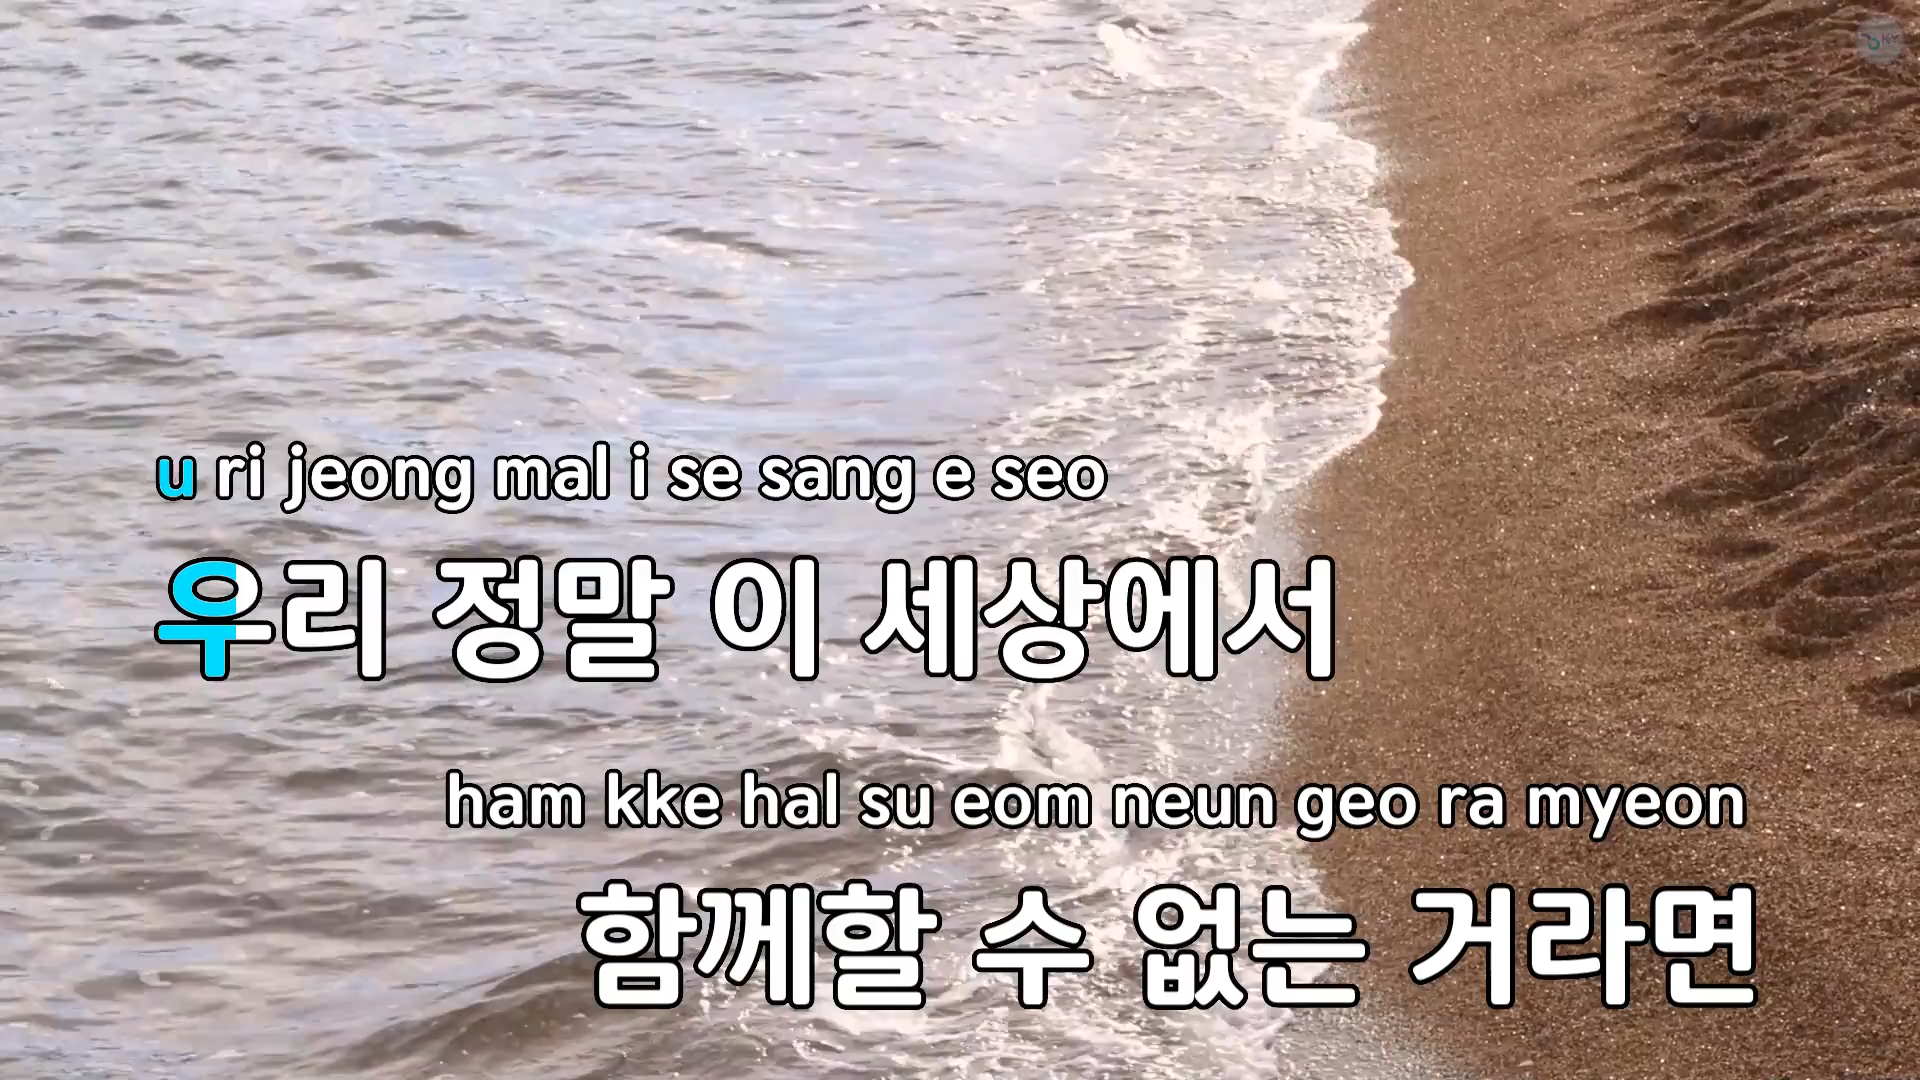 u ri jeong mal i se sang e seo
우리 정말 이 세상에서
ham kke hal su eom neun geo ra myeon
함께할 수 없는 거라면
KY